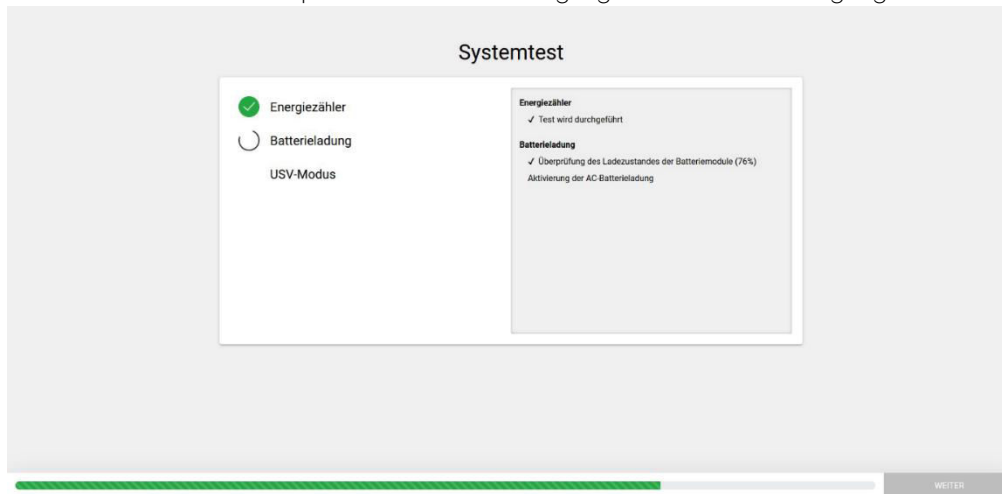 Systemtest
Energiezähler
Batterieladung
USV-Modus
Energiezähler
✓ Test wird durchgeführt
Batterieladung
✓ Überprüfung des Ladezustandes der Batteriemodule (76%)
Aktivierung der AC-Batterieladung
WEITER